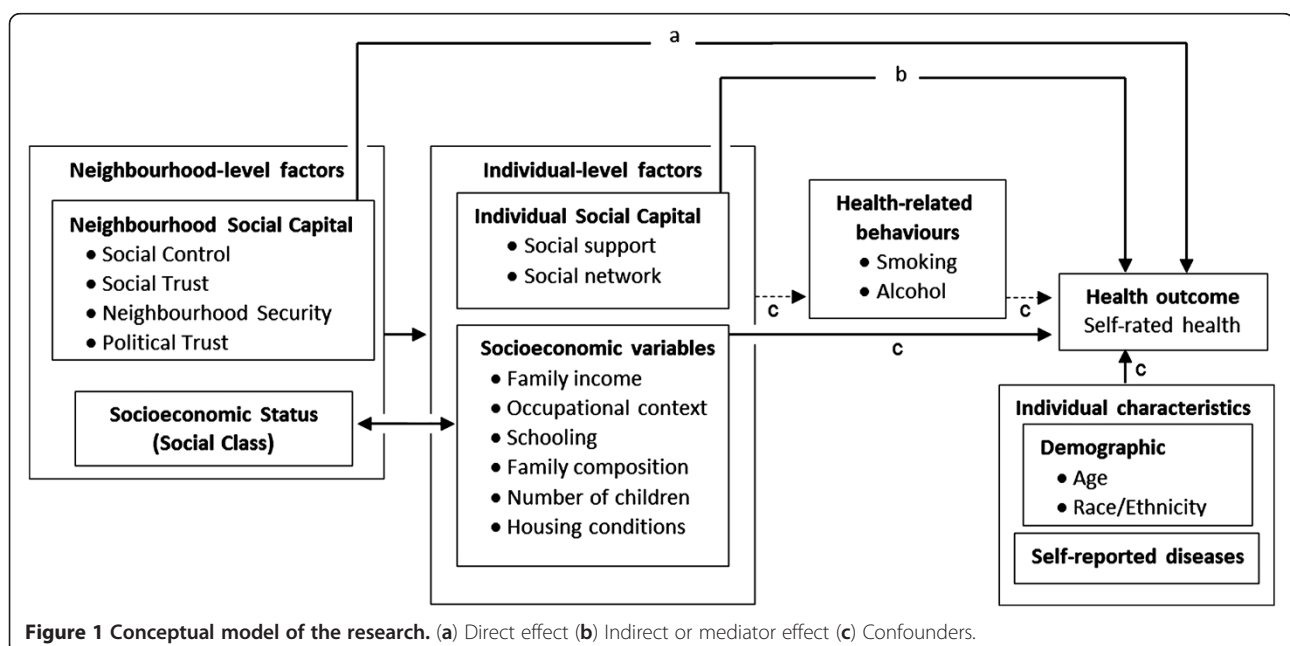 a
b
Neighbourhood-level factors
Neighbourhood Social Capital
● Social Control
● Social Trust
● Neighbourhood Security
● Political Trust
Socioeconomic Status
(Social Class)
Individual-level factors
Individual Social Capital
● Social support
● Social network
Socioeconomic variables
● Family income
● Occupational context
● Schooling
● Family composition
● Number of children
● Housing conditions
c
Health-related
behaviours
● Smoking
● Alcohol
c
c
Health outcome
Self-rated health
c
Individual characteristics
Demographic
● Age
● Race/Ethnicity
Self-reported diseases
Figure 1 Conceptual model of the research. (a) Direct effect (b) Indirect or mediator effect (c) Confounders.